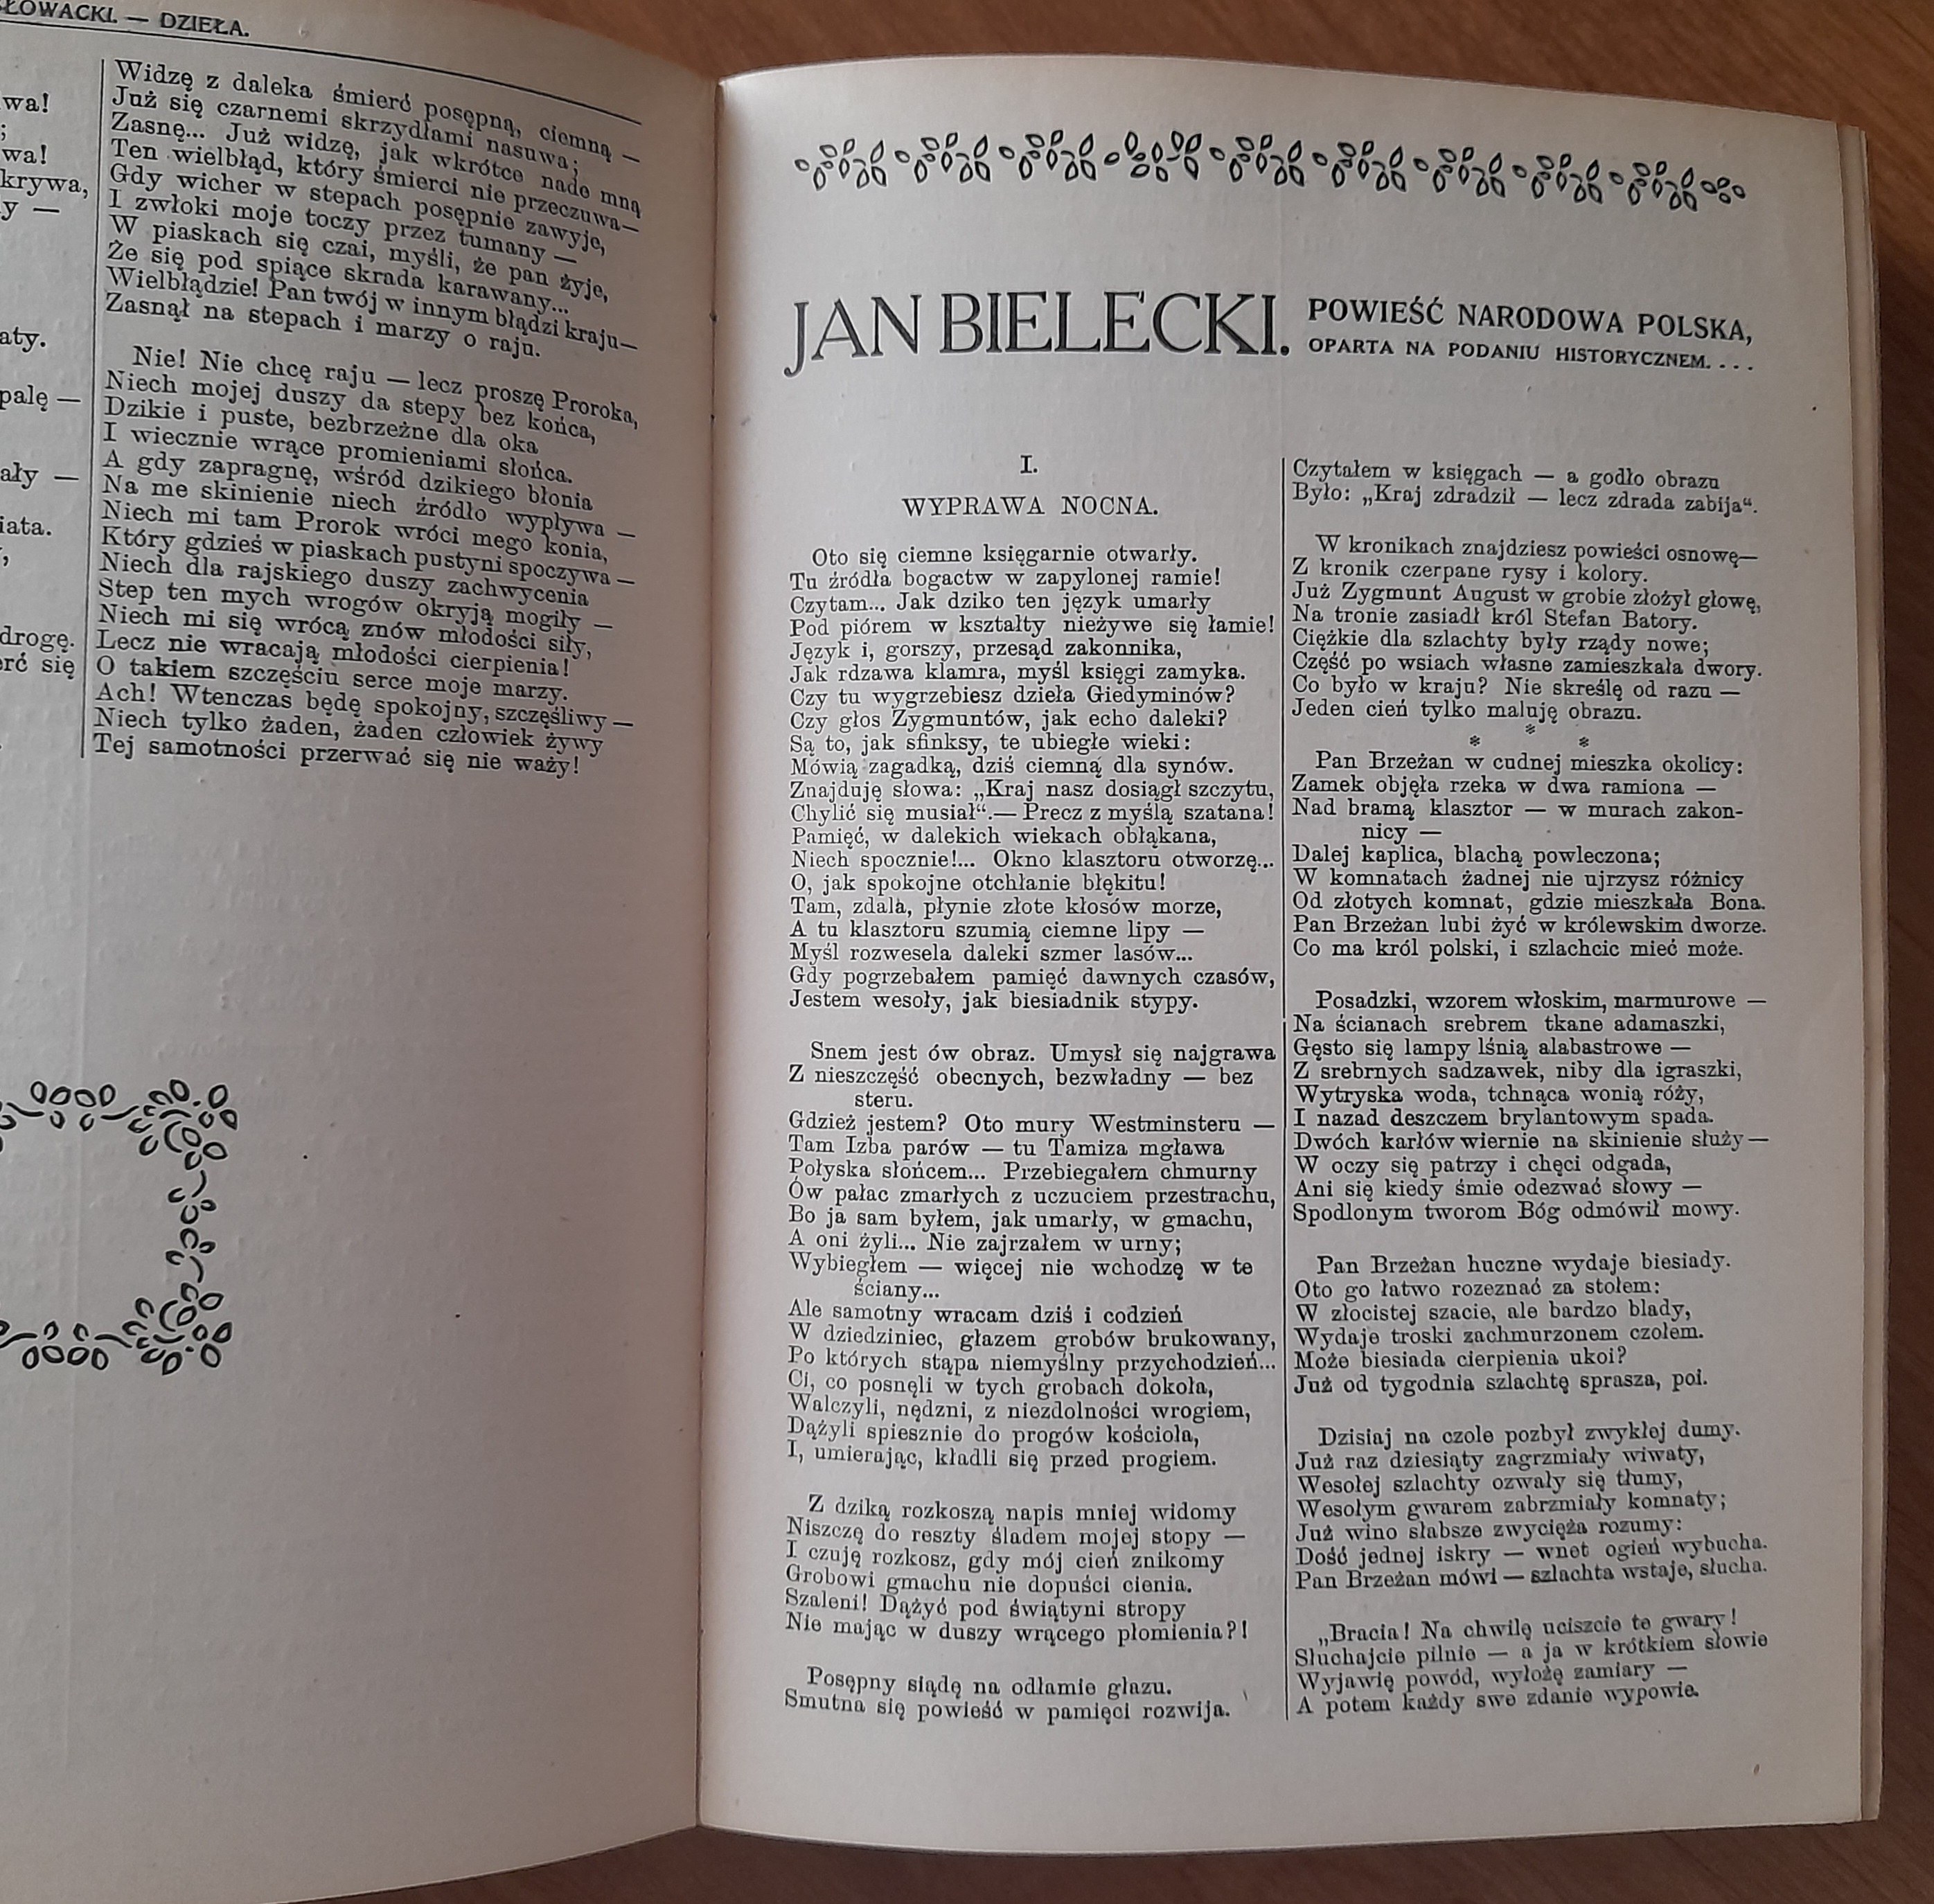 SŁOWACKI. — DZIEŁA.
wa!
;
wa!
krywa,
y —
aty.
palę —
ały —
iata.
,
drogę.
erć się
.
Widzę z daleka śmierć posępną, ciemną —
Już się czarnemi skrzydłami nasuwa;
Zasnę... Już widzę, jak wkrótce nade mną
Ten wielbłąd, który śmierci nie przeczuwa—
Gdy wicher w stepach posępnie zawyje,
I zwłoki moje toczy przez tumany —
W piaskach się czai, myśli, że pan żyje,
Że się pod spiące skrada karawany...
Wielbłądzie! Pan twój w innym błądzi kraju—
Zasnął na stepach i marzy o raju.
Nie! Nie chcę raju — lecz proszę Proroka,
Niech mojej duszy da stepy bez końca,
Dzikie i puste, bezbrzeżne dla oka
I wiecznie wrące promieniami słońca.
A gdy zapragnę, wśród dzikiego błonia
Na me skinienie niech źródło wypływa —
Niech mi tam Prorok wróci mego konia,
Który gdzieś w piaskach pustyni spoczywa —
Niech dla rajskiego duszy zachwycenia
Step ten mych wrogów okryją mogiły —
Niech mi się wrócą znów młodości siły,
Lecz nie wracają młodości cierpienia!
O takiem szczęściu serce moje marzy.
Ach! Wtenczas będę spokojny, szczęśliwy —
Niech tylko żaden, żaden człowiek żywy
Tej samotności przerwać się nie waży!
JAN BIELECKI. POWIEŚĆ NARODOWA POLSKA,
OPARTA NA PODANIU HISTORYCZNEM. . . .
I.
WYPRAWA NOCNA.
Oto się ciemne księgarnie otwarły.
Tu źródła bogactw w zapylonej ramie!
Czytam... Jak dziko ten język umarły
Pod piórem w kształty nieżywe się łamie!
Język i, gorszy, przesąd zakonnika,
Jak rdzawa klamra, myśl księgi zamyka.
Czy tu wygrzebiesz dzieła Giedyminów?
Czy głos Zygmuntów, jak echo daleki?
Są to, jak sfinksy, te ubiegłe wieki:
Mówią zagadką, dziś ciemną dla synów.
Znajduję słowa: „Kraj nasz dosiągł szczytu,
Chylić się musiał“.— Precz z myślą szatana!
Pamięć, w dalekich wiekach obłąkana,
Niech spocznie!... Okno klasztoru otworzę...
O, jak spokojne otchłanie błękitu!
Tam, zdala, płynie złote kłosów morze,
A tu klasztoru szumią ciemne lipy —
Myśl rozwesela daleki szmer lasów...
Gdy pogrzebałem pamięć dawnych czasów,
Jestem wesoły, jak biesiadnik stypy.
Snem jest ów obraz. Umysł się najgrawa
Z nieszczęść obecnych, bezwładny — bez
steru.
Gdzież jestem? Oto mury Westminsteru —
Tam Izba parów — tu Tamiza mgława
Połyska słońcem... Przebiegałem chmurny
Ów pałac zmarłych z uczuciem przestrachu,
Bo ja sam byłem, jak umarły, w gmachu,
A oni żyli... Nie zajrzałem w urny;
Wybiegłem — więcej nie wchodzę w te
ściany...
Ale samotny wracam dziś i codzień
W dziedziniec, głazem grobów brukowany,
Po których stąpa niemyślny przychodzień...
Ci, co posnęli w tych grobach dokoła,
Walczyli, nędzni, z niezdolności wrogiem,
Dążyli spiesznie do progów kościoła,
I, umierając, kładli się przed progiem.
Z dziką rozkoszą napis mniej widomy
Niszczę do reszty śladem mojej stopy —
I czuję rozkosz, gdy mój cień znikomy
Grobowi gmachu nie dopuści cienia.
Szaleni! Dążyć pod świątyni stropy
Nie mając w duszy wrącego płomienia?!
Posępny siądę na odłamie głazu.
Smutna się powieść w pamięci rozwija.
Czytałem w księgach — a godło obrazu
Było: „Kraj zdradził — lecz zdrada zabija“.
W kronikach znajdziesz powieści osnowę—
Z kronik czerpane rysy i kolory.
Już Zygmunt August w grobie złożył głowę,
Na tronie zasiadł król Stefan Batory.
Ciężkie dla szlachty były rządy nowe;
Część po wsiach własne zamieszkała dwory.
Co było w kraju? Nie skreślę od razu —
Jeden cień tylko maluję obrazu.
* * *
Pan Brzeżan w cudnej mieszka okolicy:
Zamek objęła rzeka w dwa ramiona —
Nad bramą klasztor — w murach zakon-
nicy —
Dalej kaplica, blachą powleczona;
W komnatach żadnej nie ujrzysz różnicy
Od złotych komnat, gdzie mieszkała Bona.
Pan Brzeżan lubi żyć w królewskim dworze.
Co ma król polski, i szlachcic mieć może.
Posadzki, wzorem włoskim, marmurowe —
Na ścianach srebrem tkane adamaszki,
Gęsto się lampy lśnią alabastrowe —
Z srebrnych sadzawek, niby dla igraszki,
Wytryska woda, tchnąca wonią róży,
I nazad deszczem brylantowym spada.
Dwóch karłów wiernie na skinienie służy—
W oczy się patrzy i chęci odgada,
Ani się kiedy śmie odezwać słowy —
Spodlonym tworom Bóg odmówił mowy.
Pan Brzeżan huczne wydaje biesiady.
Oto go łatwo rozeznać za stołem:
W złocistej szacie, ale bardzo blady,
Wydaje troski zachmurzonem czołem.
Może biesiada cierpienia ukoi?
Już od tygodnia szlachtę sprasza, poi.
Dzisiaj na czole pozbył zwykłej dumy.
Już raz dziesiąty zagrzmiały wiwaty,
Wesołej szlachty ozwały się tłumy,
Wesołym gwarem zabrzmiały komnaty;
Już wino słabsze zwycięża rozumy:
Dość jednej iskry — wnet ogień wybucha.
Pan Brzeżan mówi — szlachta wstaje, słucha.
„Bracia! Na chwilę uciszcie te gwary!
Słuchajcie pilnie — a ja w krótkiem słowie
Wyjawię powód, wyłożę zamiary —
A potem każdy swe zdanie wypowie.